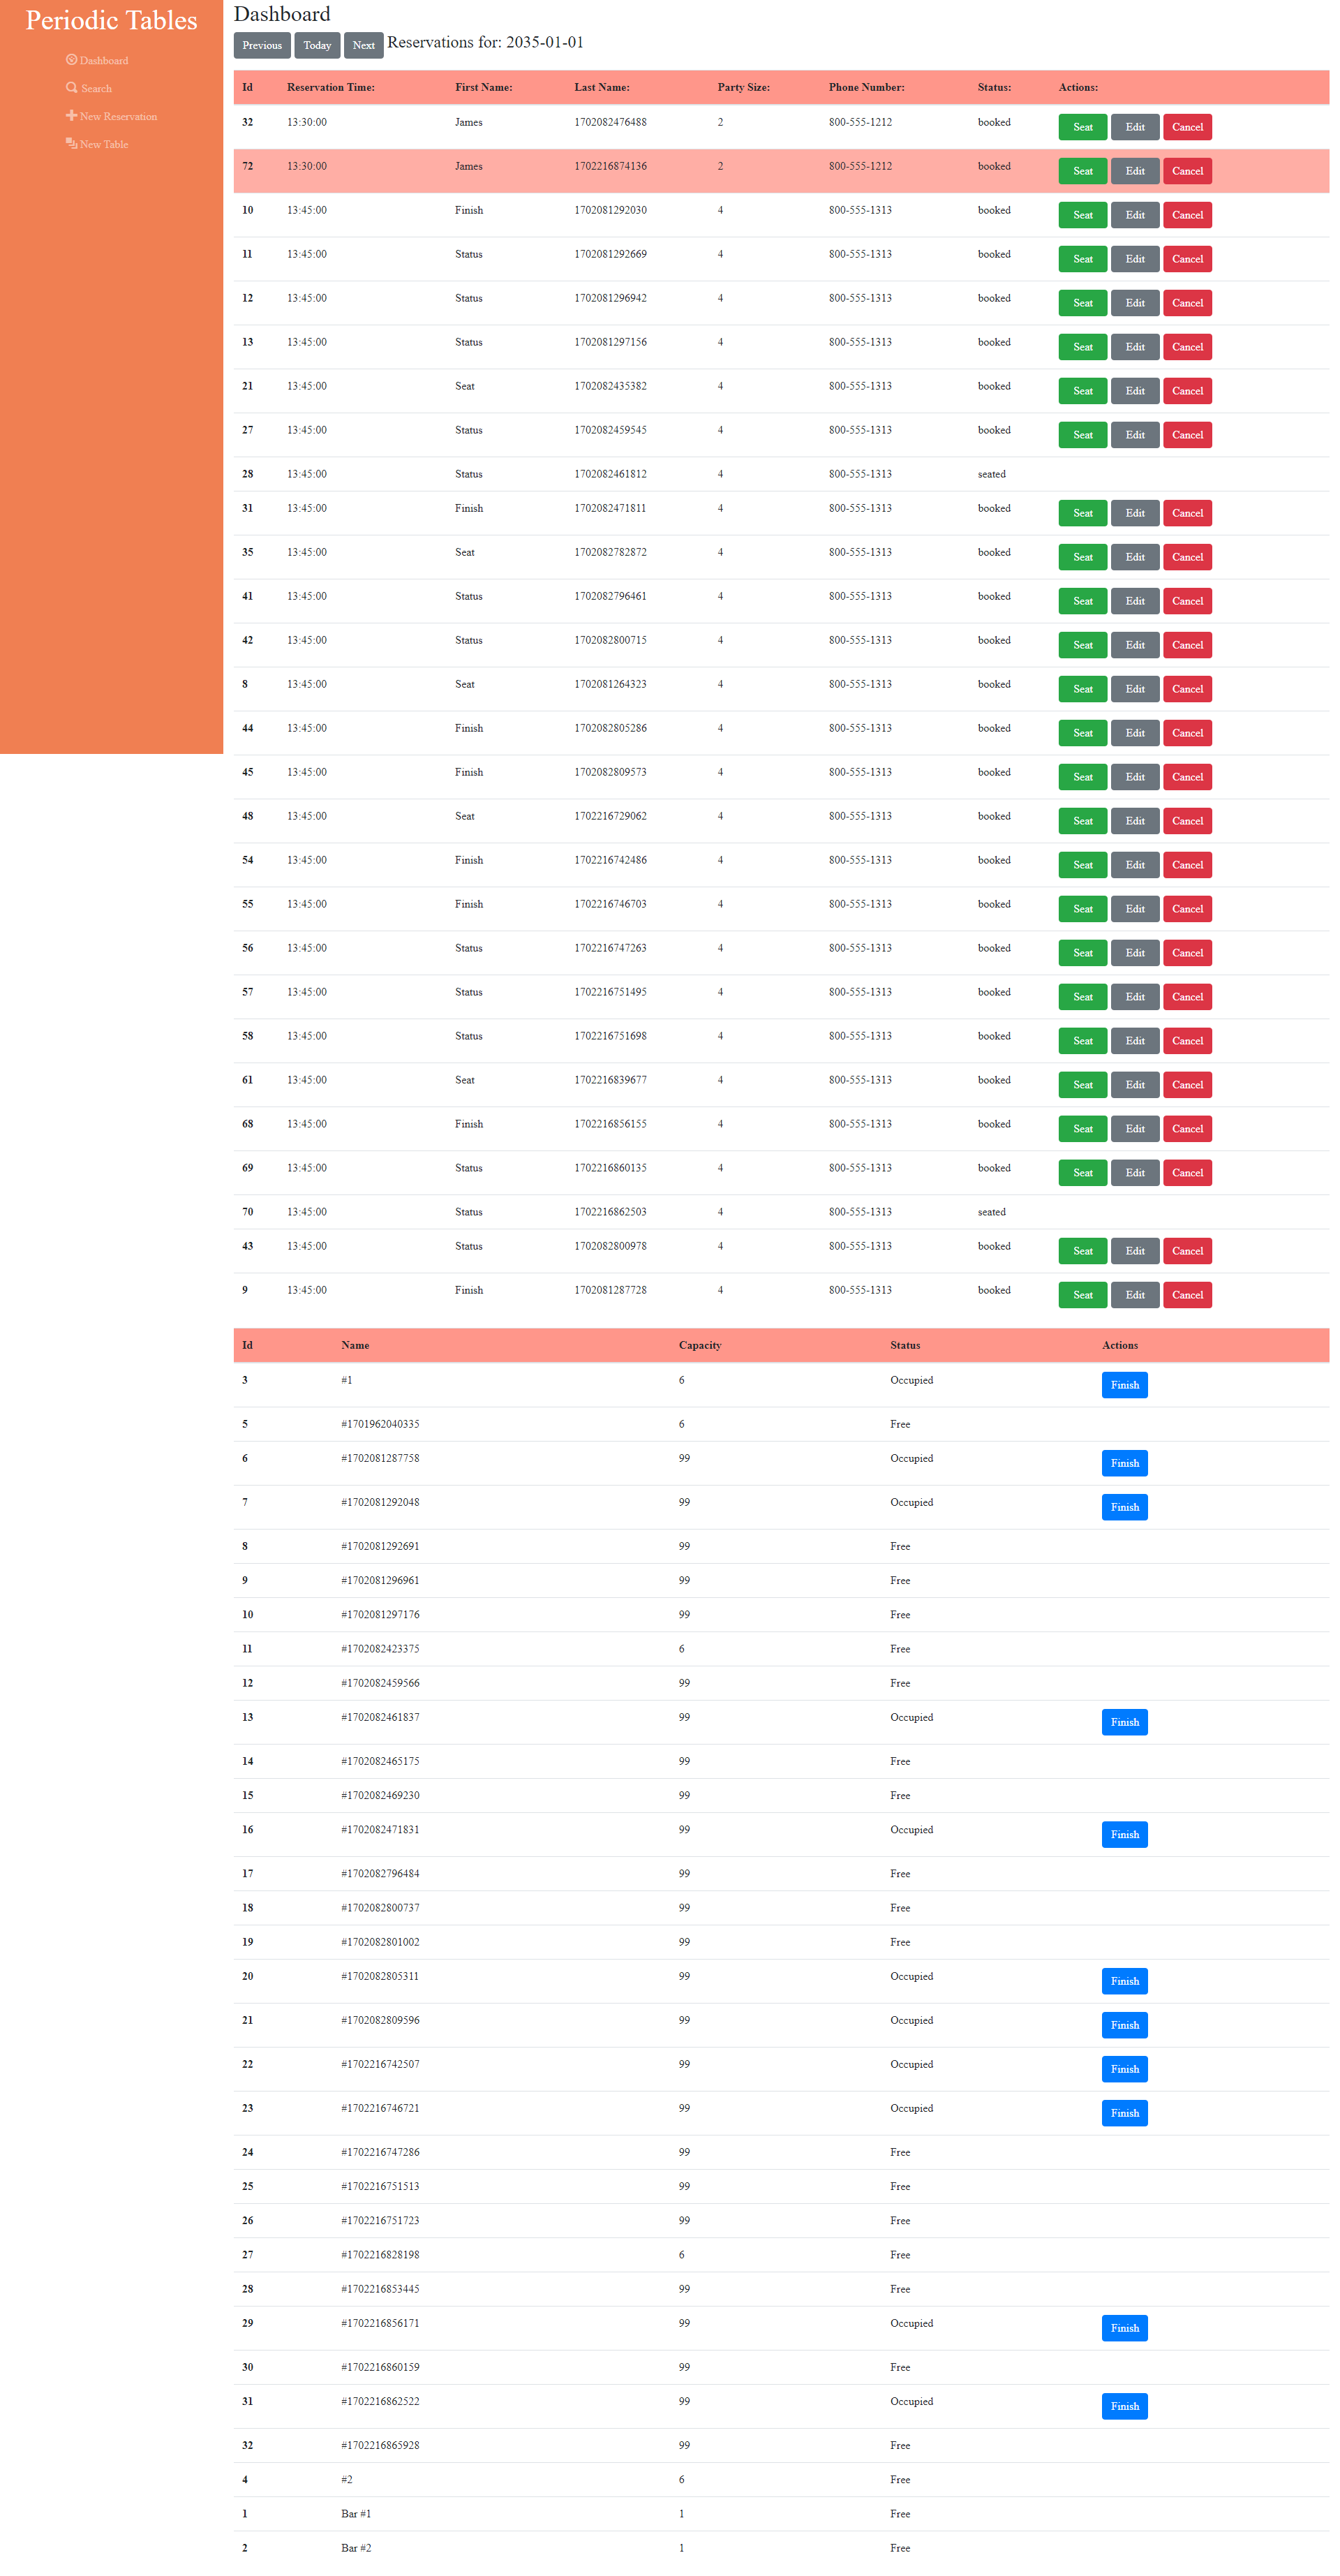 Periodic Tables
Dashboard
Search
New Reservation
New Table
Dashboard
Previous Today Next Reservations for: 2035-01-01
Id Reservation Time: First Name: Last Name: Party Size: Phone Number: Status: Actions:
32 13:30:00 James 1702082476488 2 800-555-1212 booked Seat Edit Cancel
72 13:30:00 James 1702216874136 2 800-555-1212 booked Seat Edit Cancel
10 13:45:00 Finish 1702081292030 4 800-555-1313 booked Seat Edit Cancel
11 13:45:00 Status 1702081292669 4 800-555-1313 booked Seat Edit Cancel
12 13:45:00 Status 1702081296942 4 800-555-1313 booked Seat Edit Cancel
13 13:45:00 Status 1702081297156 4 800-555-1313 booked Seat Edit Cancel
21 13:45:00 Seat 1702082435382 4 800-555-1313 booked Seat Edit Cancel
27 13:45:00 Status 1702082459545 4 800-555-1313 booked Seat Edit Cancel
28 13:45:00 Status 1702082461812 4 800-555-1313 seated
31 13:45:00 Finish 1702082471811 4 800-555-1313 booked Seat Edit Cancel
35 13:45:00 Seat 1702082782872 4 800-555-1313 booked Seat Edit Cancel
41 13:45:00 Status 1702082796461 4 800-555-1313 booked Seat Edit Cancel
42 13:45:00 Status 1702082800715 4 800-555-1313 booked Seat Edit Cancel
8 13:45:00 Seat 1702081264323 4 800-555-1313 booked Seat Edit Cancel
44 13:45:00 Finish 1702082805286 4 800-555-1313 booked Seat Edit Cancel
45 13:45:00 Finish 1702082809573 4 800-555-1313 booked Seat Edit Cancel
48 13:45:00 Seat 1702216729062 4 800-555-1313 booked Seat Edit Cancel
54 13:45:00 Finish 1702216742486 4 800-555-1313 booked Seat Edit Cancel
55 13:45:00 Finish 1702216746703 4 800-555-1313 booked Seat Edit Cancel
56 13:45:00 Status 1702216747263 4 800-555-1313 booked Seat Edit Cancel
57 13:45:00 Status 1702216751495 4 800-555-1313 booked Seat Edit Cancel
58 13:45:00 Status 1702216751698 4 800-555-1313 booked Seat Edit Cancel
61 13:45:00 Seat 1702216839677 4 800-555-1313 booked Seat Edit Cancel
68 13:45:00 Finish 1702216856155 4 800-555-1313 booked Seat Edit Cancel
69 13:45:00 Status 1702216860135 4 800-555-1313 booked Seat Edit Cancel
70 13:45:00 Status 1702216862503 4 800-555-1313 seated
43 13:45:00 Status 1702082800978 4 800-555-1313 booked Seat Edit Cancel
9 13:45:00 Finish 1702081287728 4 800-555-1313 booked Seat Edit Cancel
Id Name Capacity Status Actions
3 #1 6 Occupied Finish
5 #1701962040335 6 Free
6 #1702081287758 99 Occupied Finish
7 #1702081292048 99 Occupied Finish
8 #1702081292691 99 Free
9 #1702081296961 99 Free
10 #1702081297176 99 Free
11 #1702082423375 6 Free
12 #1702082459566 99 Free
13 #1702082461837 99 Occupied Finish
14 #1702082465175 99 Free
15 #1702082469230 99 Free
16 #1702082471831 99 Occupied Finish
17 #1702082796484 99 Free
18 #1702082800737 99 Free
19 #1702082801002 99 Free
20 #1702082805311 99 Occupied Finish
21 #1702082809596 99 Occupied Finish
22 #1702216742507 99 Occupied Finish
23 #1702216746721 99 Occupied Finish
24 #1702216747286 99 Free
25 #1702216751513 99 Free
26 #1702216751723 99 Free
27 #1702216828198 6 Free
28 #1702216853445 99 Free
29 #1702216856171 99 Occupied Finish
30 #1702216860159 99 Free
31 #1702216862522 99 Occupied Finish
32 #1702216865928 99 Free
4 #2 6 Free
1 Bar #1 1 Free
2 Bar #2 1 Free